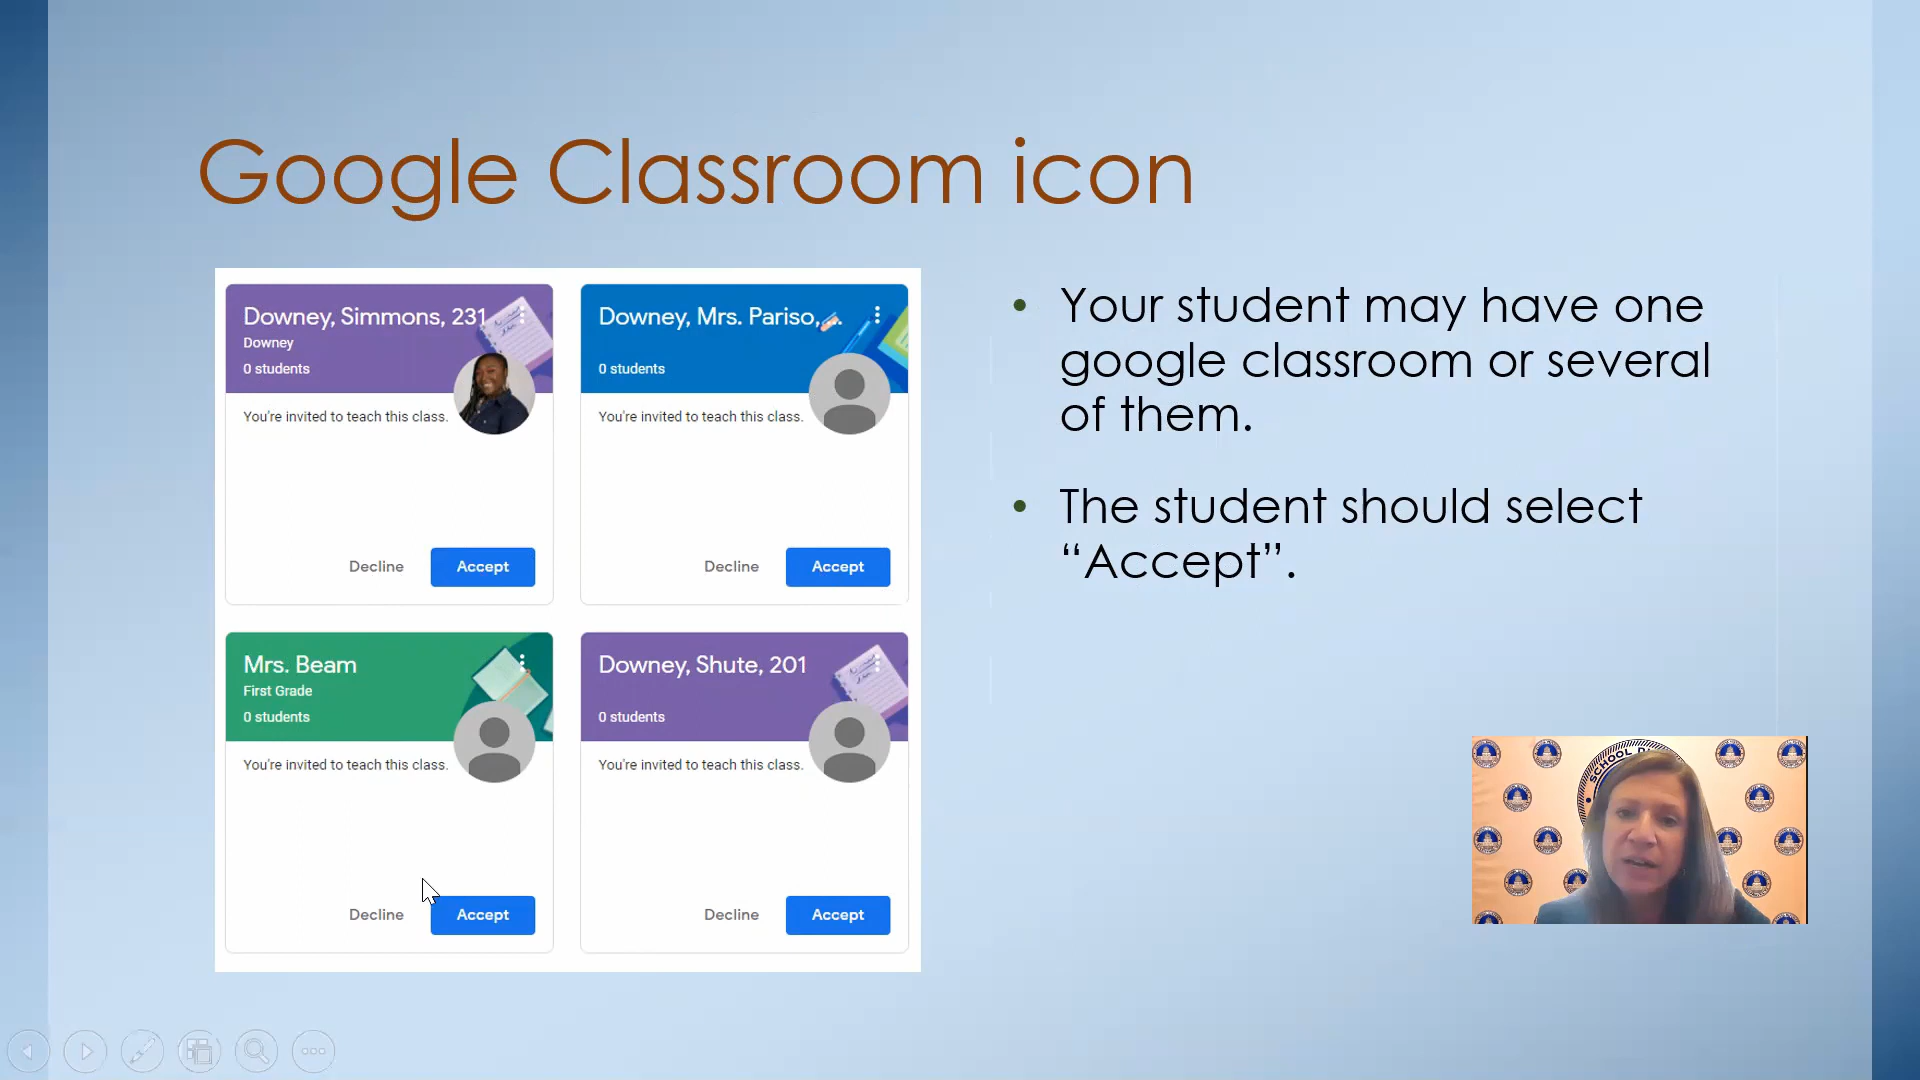 Google Classroom icon
Downey, Simmons, 231
Downey
0 students
You're invited to teach this class.
Decline
Accept
Downey, Mrs. Pariso,...
0 students
You're invited to teach this class.
Decline
Accept
Mrs. Beam
First Grade
0 students
You're invited to teach this class.
Decline
Accept
Downey, Shute, 201
0 students
You're invited to teach this class.
Decline
Accept
• Your student may have one
google classroom or several
of them.
• The student should select
“Accept”.
SCHOOL